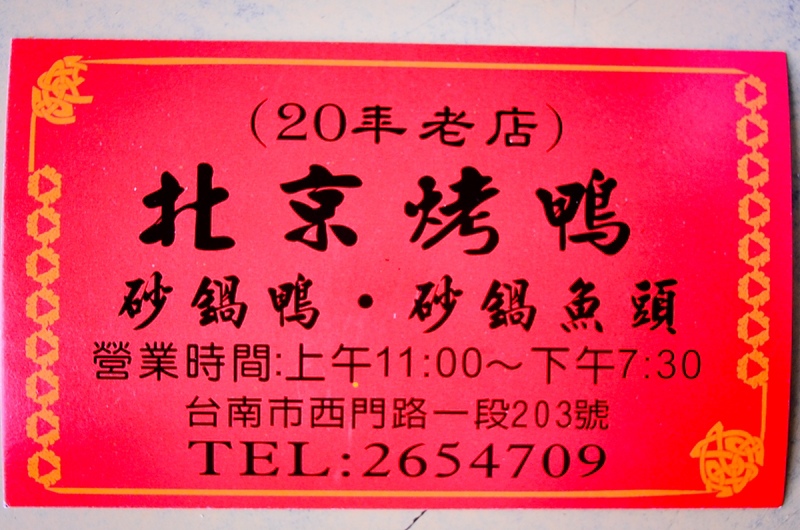 (20年老店)
北京烤鴨
砂鍋鴨・砂鍋魚頭
營業時間:上午11:00～下午7:30
台南市西門路一段203號
TEL:2654709